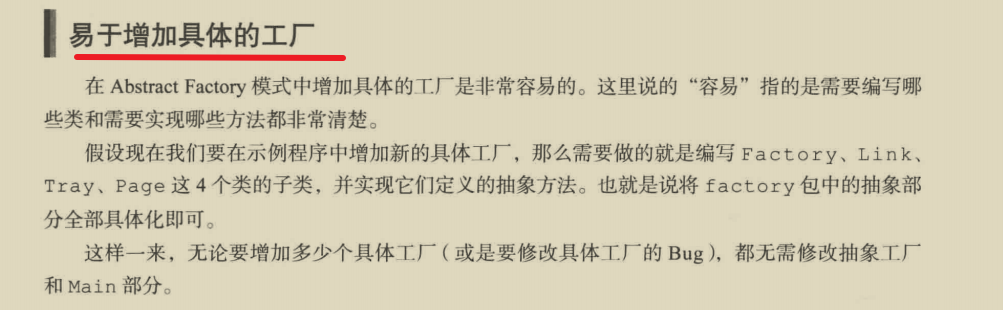 易于增加具体的工厂
在 Abstract Factory 模式中增加具体的工厂是非常容易的。这里说的“容易”指的是需要编写哪
些类和需要实现哪些方法都非常清楚。
假设现在我们要在示例程序中增加新的具体工厂，那么需要做的就是编写 Factory、Link、
Tray、Page 这 4 个类的子类，并实现它们定义的抽象方法。也就是说将 factory 包中的抽象部
分全部具体化即可。
这样一来，无论要增加多少个具体工厂（或是要修改具体工厂的 Bug），都无需修改抽象工厂
和 Main 部分。